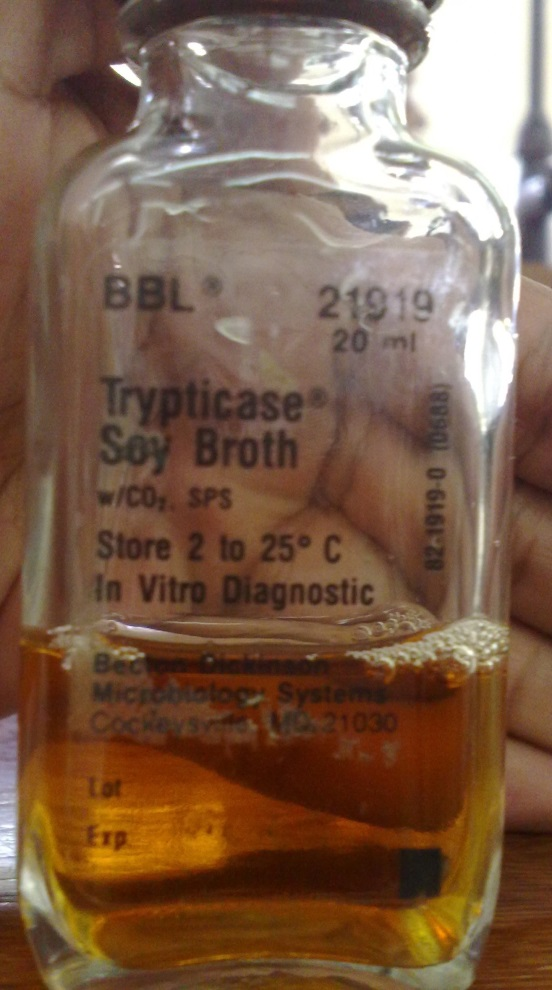 BBL® 21919
20 ml
Trypticase®
Soy Broth
w/CO₂, SPS
Store 2 to 25° C
In Vitro Diagnostic
Becton Dickinson
Microbiology Systems
Cockeysville, MD 21030
Lot
Exp
82-1919-0 (0688)